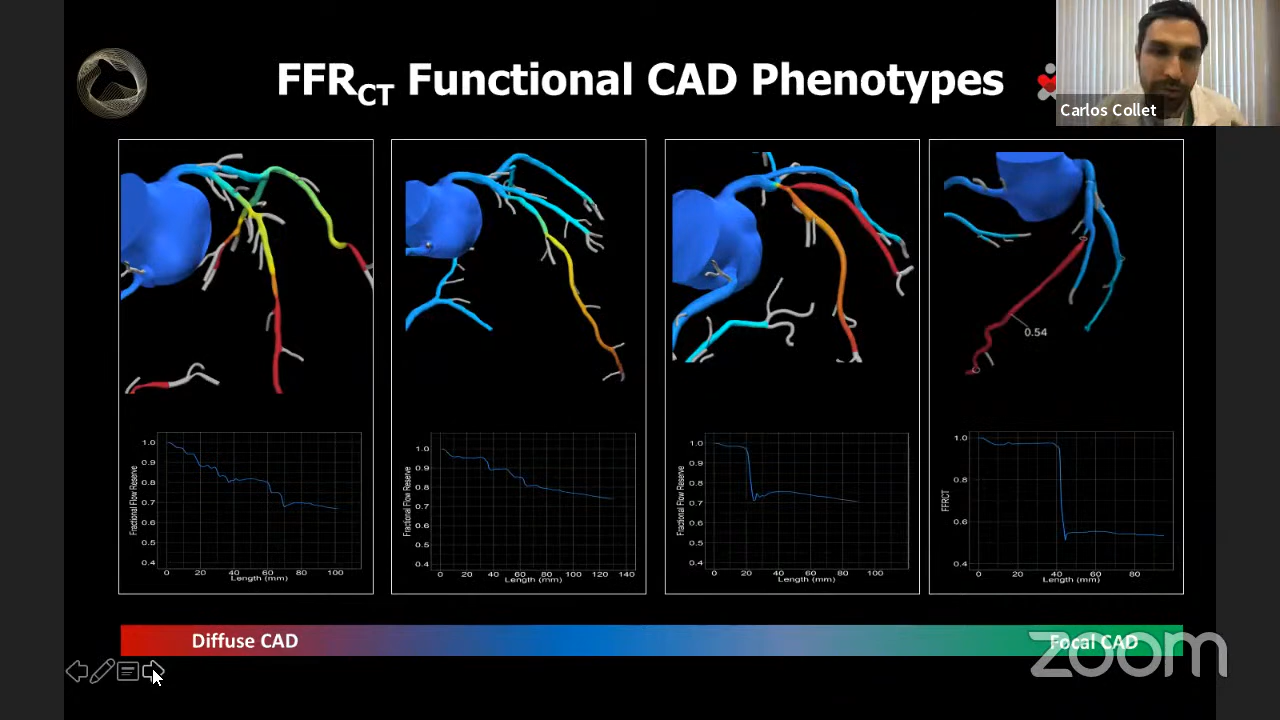 FFRCT Functional CAD Phenotypes
Carlos Collet
0.54
Fractional Flow Reserve
1.0
0.9
0.8
0.7
0.6
0.5
0.4
0 20 40 60 80 100
Length (mm)
Fractional Flow Reserve
1.0
0.9
0.8
0.7
0.6
0.5
0.4
0 20 40 60 80 100 120 140
Length (mm)
Fractional Flow Reserve
1.0
0.9
0.8
0.7
0.6
0.5
0.4
0 20 40 60 80 100
Length (mm)
FFRCT
1.0
0.8
0.6
0.4
0 20 40 60 80
Length (mm)
Diffuse CAD
Focal CAD
zoom